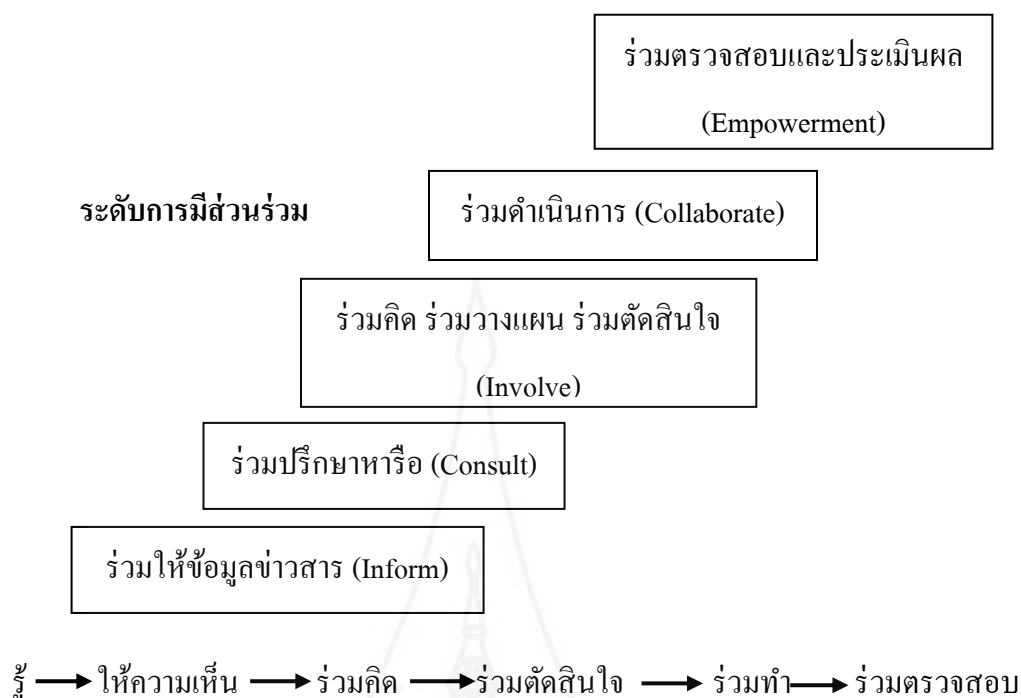 ร่วมตรวจสอบและประเมินผล
(Empowerment)
ระดับการมีส่วนร่วม
ร่วมดำเนินการ (Collaborate)
ร่วมคิด ร่วมวางแผน ร่วมตัดสินใจ
(Involve)
ร่วมปรึกษาหารือ (Consult)
ร่วมให้ข้อมูลข่าวสาร (Inform)
รู้ → ให้ความเห็น → ร่วมคิด → ร่วมตัดสินใจ → ร่วมทำ → ร่วมตรวจสอบ